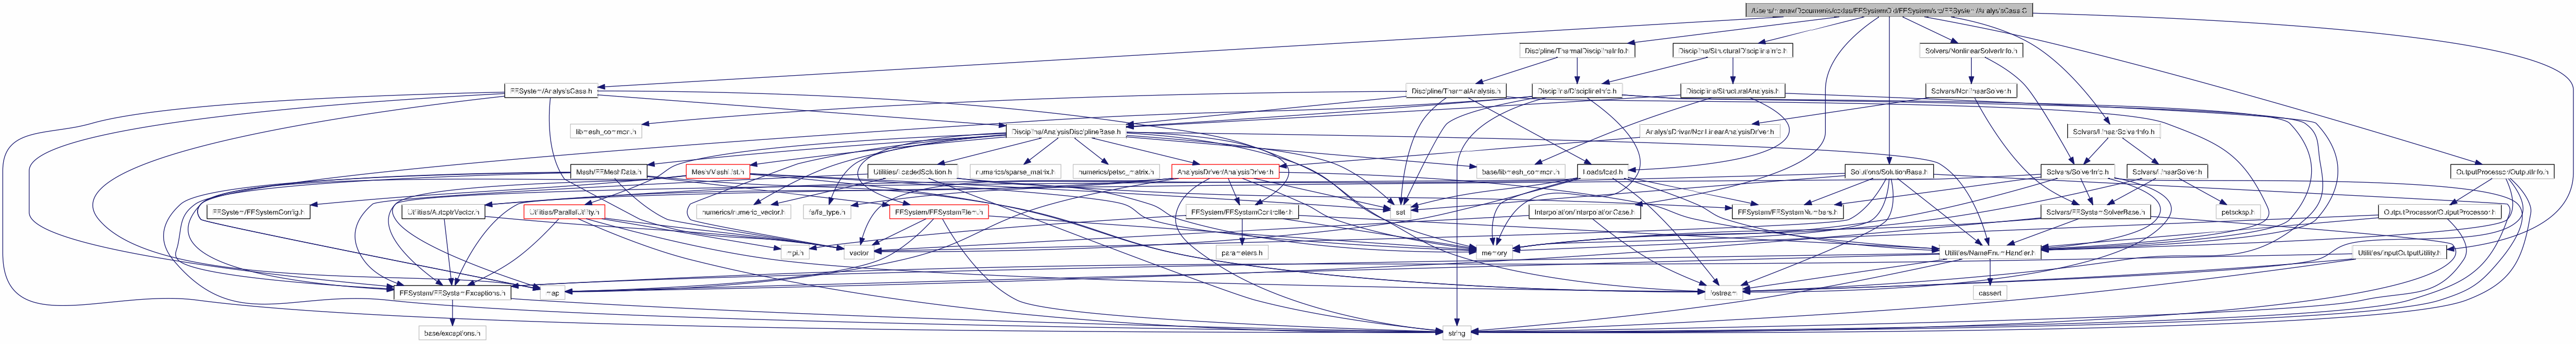 /Users/manav/Documents/codes/FESystemOld/FESystem/src/FESystem/AnalysisCase.C
Discipline/ThermalDisciplineInfo.h
Discipline/StructuralDisciplineInfo.h
Solvers/NonlinearSolverInfo.h
FESystem/AnalysisCase.h
Discipline/ThermalAnalysis.h
Discipline/DisciplineInfo.h
Discipline/StructuralAnalysis.h
Solvers/NonlinearSolver.h
libmesh_common.h
Discipline/AnalysisDisciplineBase.h
AnalysisDriver/NonLinearAnalysisDriver.h
Solvers/LinearSolverInfo.h
Mesh/FEMeshData.h
Mesh/MeshList.h
Utilities/LoadedSolution.h
numerics/sparse_matrix.h
numerics/petsc_matrix.h
AnalysisDriver/AnalysisDriver.h
base/libmesh_common.h
Loads/load.h
Solutions/SolutionBase.h
Solvers/SolverInfo.h
Solvers/LinearSolver.h
OutputProcessor/OutputInfo.h
FESystem/FESystemConfig.h
Utilities/AutoptrVector.h
Utilities/ParallelUtility.h
numerics/numeric_vector.h
fe/fe_type.h
FESystem/FESystemElem.h
FESystem/FESystemController.h
set
Interpolation/InterpolationCase.h
FESystem/FESystemNumbers.h
Solvers/FESystemSolverBase.h
petscksp.h
OutputProcessor/OutputProcessor.h
mpi.h
vector
parameters.h
memory
Utilities/NameEnumHandler.h
Utilities/InputOutputUtility.h
FESystem/FESystemExceptions.h
map
iostream
cassert
base/exceptions.h
string